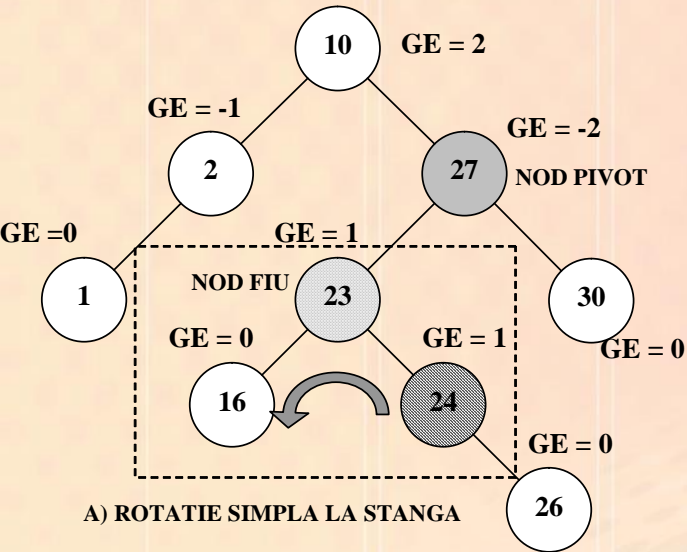 10 GE = 2
GE = -1
GE = -2
2
27 NOD PIVOT
GE =0
GE = 1
1
NOD FIU 23
30
GE = 0
GE = 1
GE = 0
16
24
GE = 0
26
A) ROTATIE SIMPLA LA STANGA